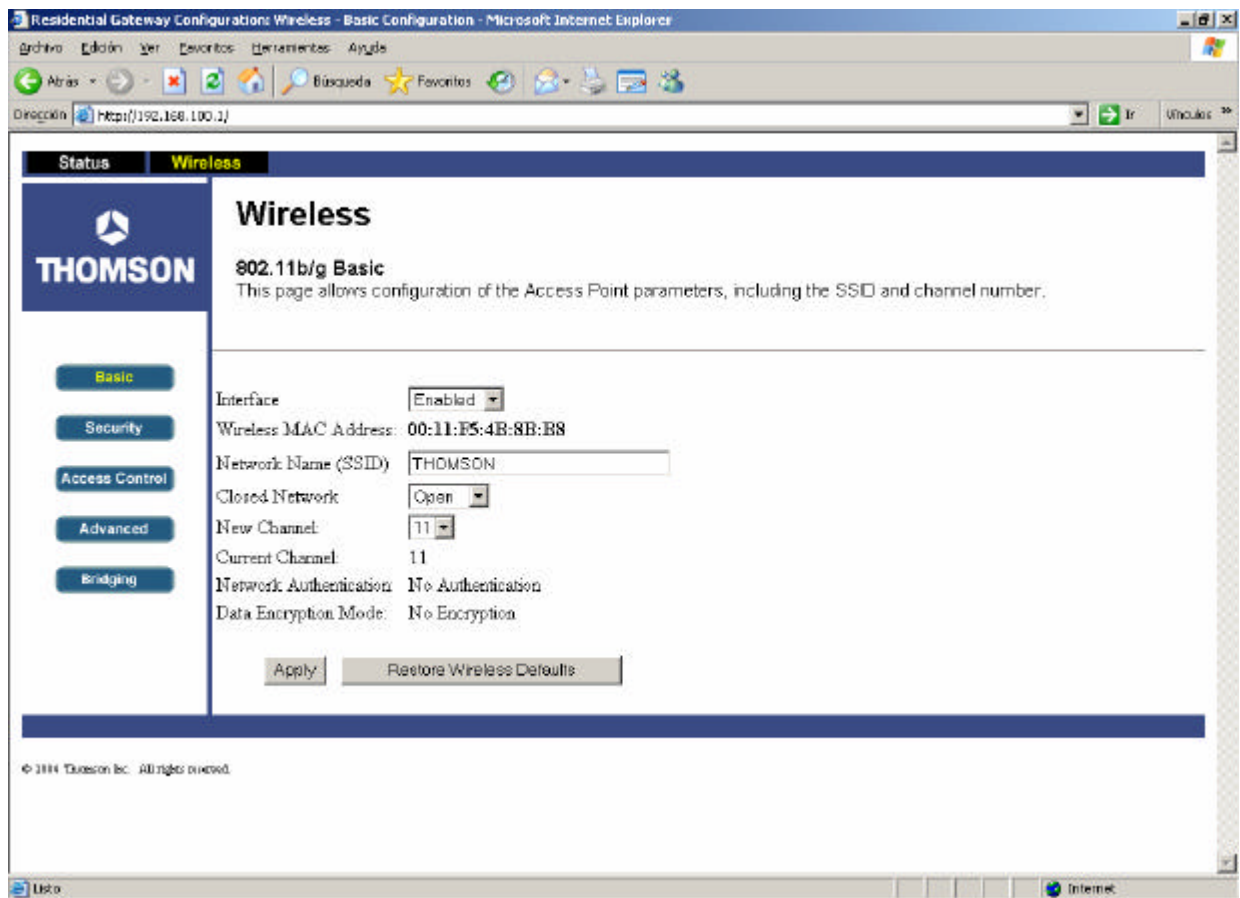 Residential Gateway Configuration: Wireless - Basic Configuration - Microsoft Internet Explorer
Archivo Edición Ver Favoritos Herramientas Ayuda
Atrás Búsqueda Favoritos
Dirección http://192.168.100.1/ Ir Vínculos »
Status Wireless
THOMSON
Wireless
802.11b/g Basic
This page allows configuration of the Access Point parameters, including the SSID and channel number.
Basic
Security
Access Control
Advanced
Bridging
Interface Enabled
Wireless MAC Address: 00:11:F5:4B:8B:B8
Network Name (SSID) THOMSON
Closed Network Open
New Channel: 11
Current Channel: 11
Network Authentication: No Authentication
Data Encryption Mode: No Encryption
Apply Restore Wireless Defaults
© Thomson Inc. All rights reserved.
Listo Internet